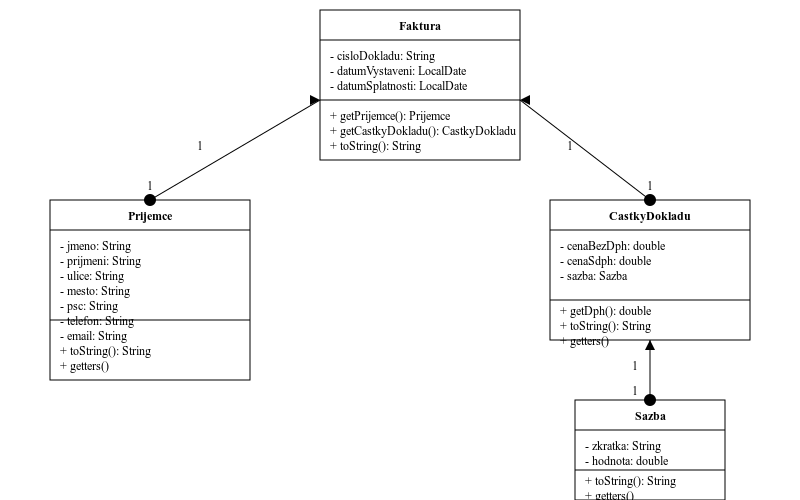 Faktura
- cisloDokladu: String
- datumVystaveni: LocalDate
- datumSplatnosti: LocalDate
+ getPrijemce(): Prijemce
+ getCastkyDokladu(): CastkyDokladu
+ toString(): String
1
1
1
1
Prijemce
- jmeno: String
- prijmeni: String
- ulice: String
- mesto: String
- psc: String
- telefon: String
- email: String
+ toString(): String
+ getters()
CastkyDokladu
- cenaBezDph: double
- cenaSdph: double
- sazba: Sazba
+ getDph(): double
+ toString(): String
+ getters()
1
1
Sazba
- zkratka: String
- hodnota: double
+ toString(): String
+ getters()